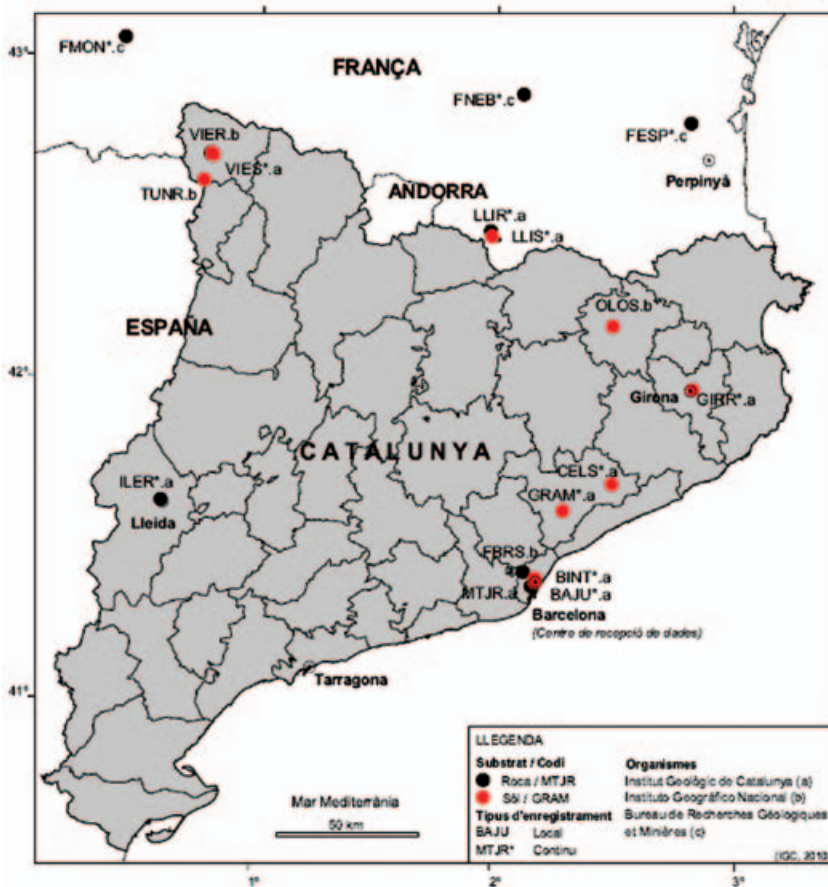 43°
FMON*.c
FRANÇA
FNEB*.c
FESP*.c
VIER.b
VIES*.a
Perpinyà
TUNR.b
ANDORRA
LLIR*.a
LLIS*.a
OLOS.b
ESPAÑA
42°
Girona
GIRR*.a
CATALUNYA
CELS*.a
ILER*.a
GRAM*.a
Lleida
FBRS.b
BINT*.a
MTJR.a
BAJU*.a
Barcelona
(Centre de recepció de dades)
41°
Tarragona
LLEGENDA
Substrat / Codi
Roca / MTJR
Sòl / GRAM
Tipus d'enregistrament
BAJU Local
MTJR* Continu
Organismes
Institut Geològic de Catalunya (a)
Instituto Geográfico Nacional (b)
Bureau de Recherches Géologiques
et Minières (c)
(IGC, 2010)
Mar Mediterrània
50 km
1° 2° 3°